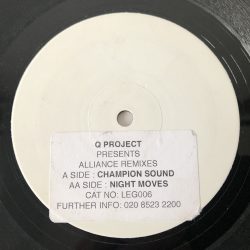 Q PROJECT
PRESENTS
ALLIANCE REMIXES
A SIDE : CHAMPION SOUND
AA SIDE : NIGHT MOVES
CAT NO: LEG006
FURTHER INFO: 020 8523 2200